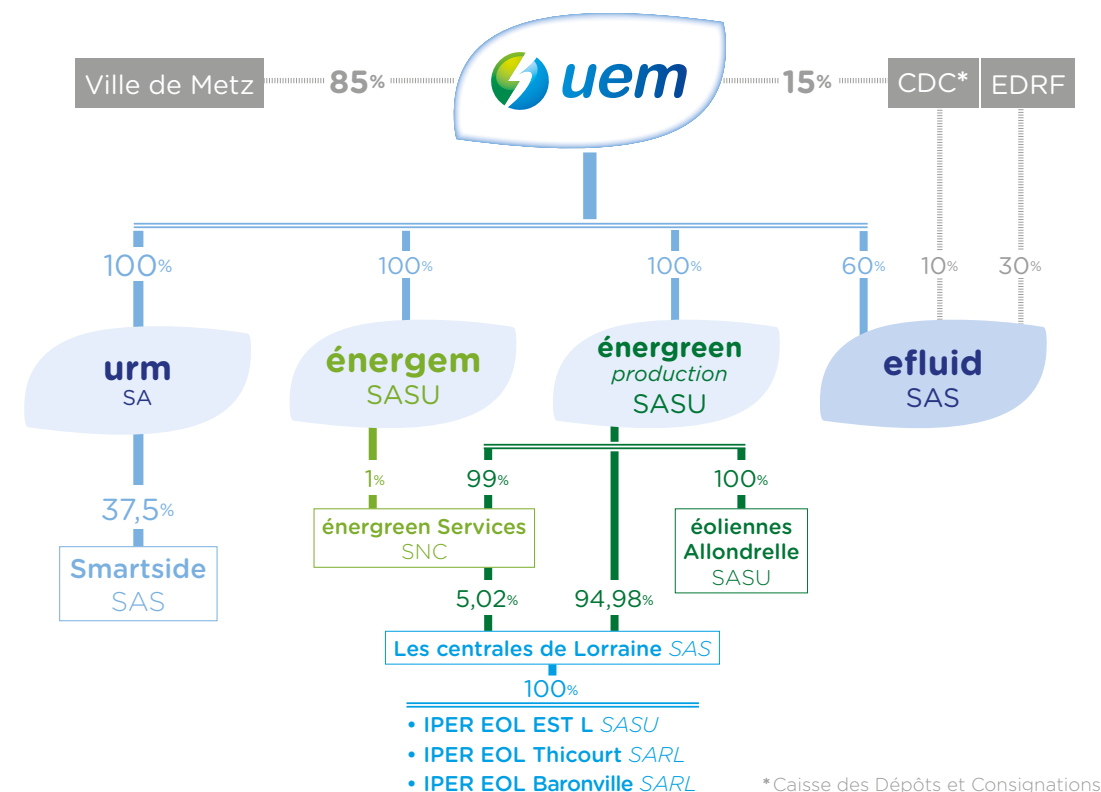 Ville de Metz
85%
uem
15%
CDC*
EDRF
100%
100%
100%
60%
10%
30%
urm
SA
énergem
SASU
énergreen
production
SASU
efluid
SAS
37,5%
Smartside
SAS
1%
99%
100%
énergreen Services
SNC
éoliennes
Allondrelle
SASU
5,02%
94,98%
Les centrales de Lorraine SAS
100%
• IPER EOL EST L SASU
• IPER EOL Thicourt SARL
• IPER EOL Baronville SARL
*Caisse des Dépôts et Consignations